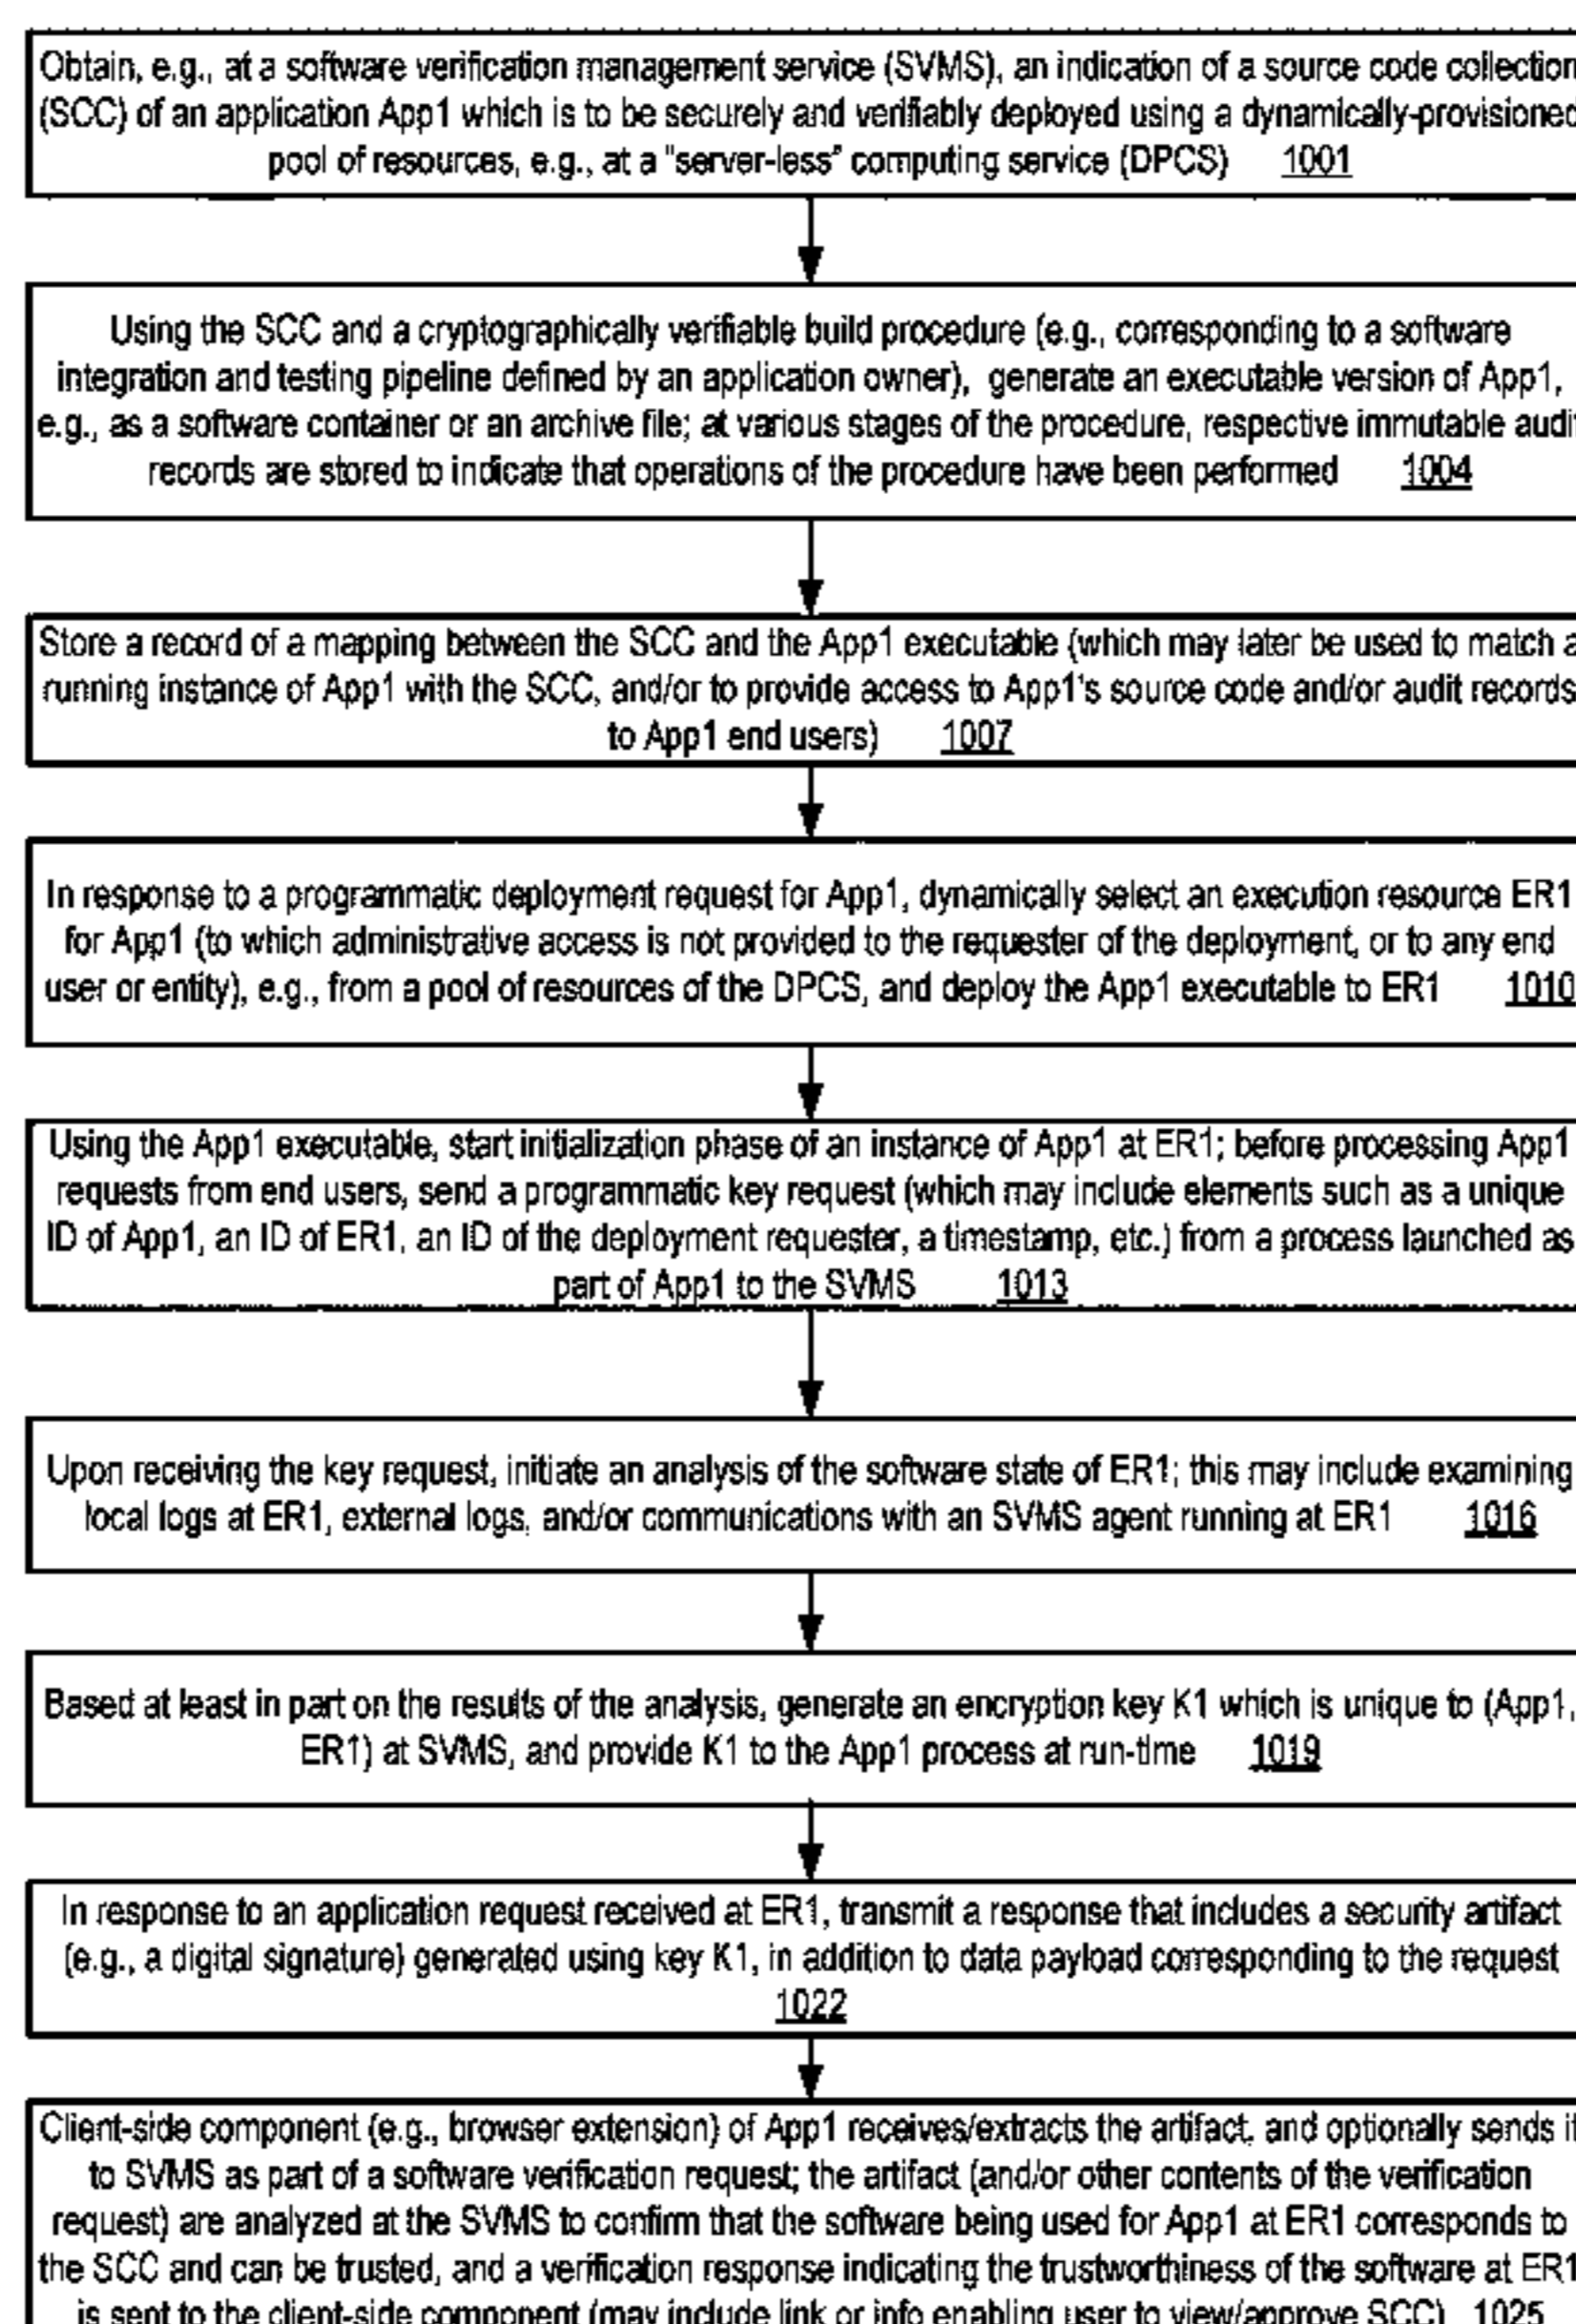 Obtain, e.g., at a software verification management service (SVMS), an indication of a source code collection
(SCC) of an application App1 which is to be securely and verifiably deployed using a dynamically-provisioned
pool of resources, e.g., at a "server-less" computing service (DPCS) 1001
Using the SCC and a cryptographically verifiable build procedure (e.g., corresponding to a software
integration and testing pipeline defined by an application owner), generate an executable version of App1,
e.g., as a software container or an archive file; at various stages of the procedure, respective immutable audit
records are stored to indicate that operations of the procedure have been performed 1004
Store a record of a mapping between the SCC and the App1 executable (which may later be used to match a
running instance of App1 with the SCC, and/or to provide access to App1's source code and/or audit records
to App1 end users) 1007
In response to a programmatic deployment request for App1, dynamically select an execution resource ER1
for App1 (to which administrative access is not provided to the requester of the deployment, or to any end
user or entity), e.g., from a pool of resources of the DPCS, and deploy the App1 executable to ER1 1010
Using the App1 executable, start initialization phase of an instance of App1 at ER1; before processing App1
requests from end users, send a programmatic key request (which may include elements such as a unique
ID of App1, an ID of ER1, an ID of the deployment requester, a timestamp, etc.) from a process launched as
part of App1 to the SVMS 1013
Upon receiving the key request, initiate an analysis of the software state of ER1; this may include examining
local logs at ER1, external logs, and/or communications with an SVMS agent running at ER1 1016
Based at least in part on the results of the analysis, generate an encryption key K1 which is unique to (App1,
ER1) at SVMS, and provide K1 to the App1 process at run-time 1019
In response to an application request received at ER1, transmit a response that includes a security artifact
(e.g., a digital signature) generated using key K1, in addition to data payload corresponding to the request
1022
Client-side component (e.g., browser extension) of App1 receives/extracts the artifact, and optionally sends it
to SVMS as part of a software verification request; the artifact (and/or other contents of the verification
request) are analyzed at the SVMS to confirm that the software being used for App1 at ER1 corresponds to
the SCC and can be trusted, and a verification response indicating the trustworthiness of the software at ER1
is sent to the client-side component (may include link or info enabling user to view/approve SCC) 1025